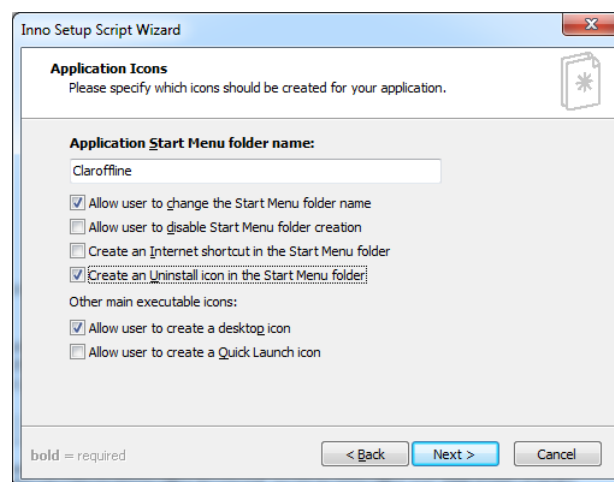 Inno Setup Script Wizard
Application Icons
Please specify which icons should be created for your application.
Application Start Menu folder name:
Claroffline
Allow user to change the Start Menu folder name
Allow user to disable Start Menu folder creation
Create an Internet shortcut in the Start Menu folder
Create an Uninstall icon in the Start Menu folder
Other main executable icons:
Allow user to create a desktop icon
Allow user to create a Quick Launch icon
bold = required
< Back
Next >
Cancel